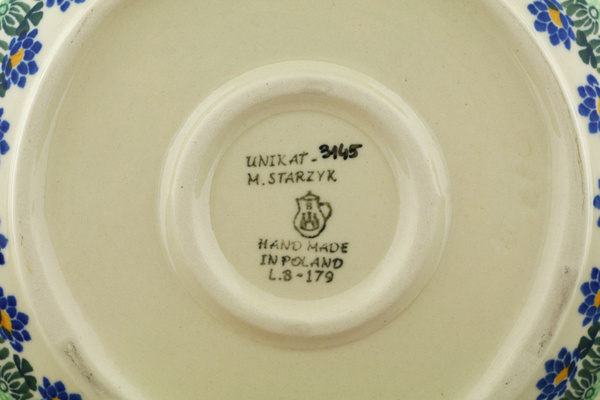 UNIKAT-3145
M. STARZYK
B
HAND MADE
IN POLAND
L.B-179